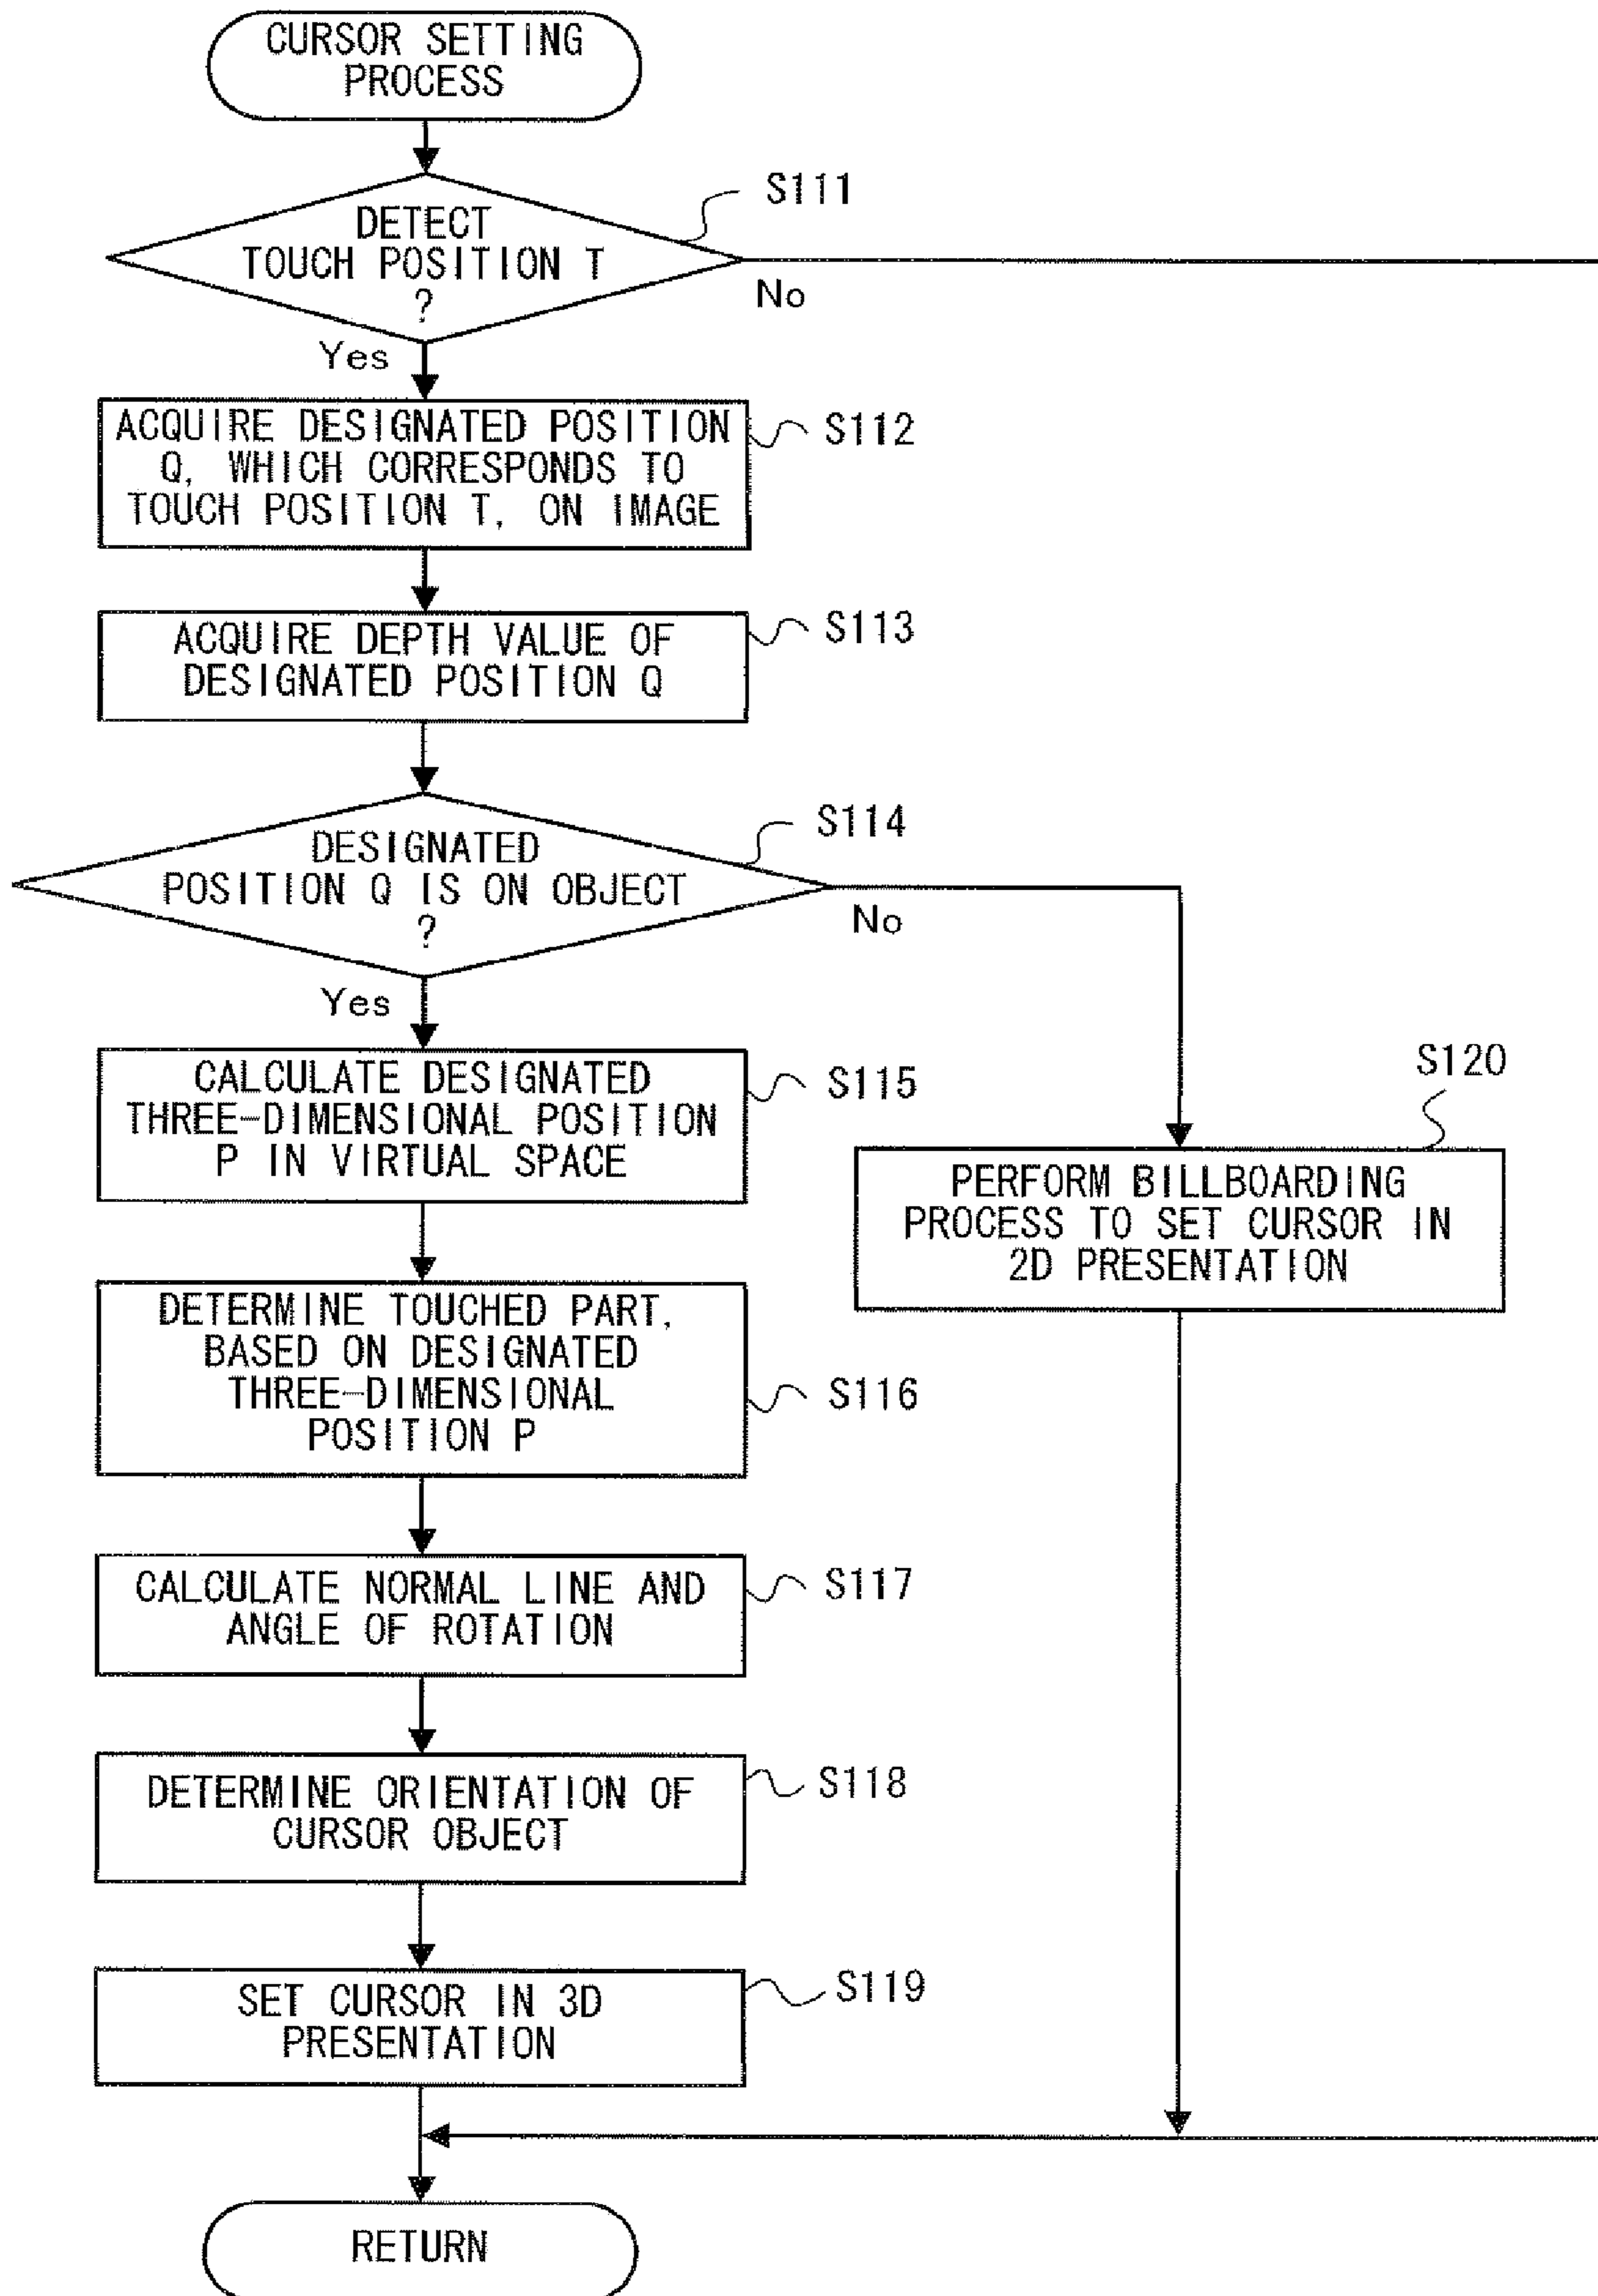 CURSOR SETTING
PROCESS
S111
DETECT
TOUCH POSITION T
?
No
Yes
ACQUIRE DESIGNATED POSITION
Q, WHICH CORRESPONDS TO
TOUCH POSITION T, ON IMAGE
S112
ACQUIRE DEPTH VALUE OF
DESIGNATED POSITION Q
S113
S114
DESIGNATED
POSITION Q IS ON OBJECT
?
No
Yes
CALCULATE DESIGNATED
THREE-DIMENSIONAL POSITION
P IN VIRTUAL SPACE
S115
S120
PERFORM BILLBOARDING
PROCESS TO SET CURSOR IN
2D PRESENTATION
DETERMINE TOUCHED PART,
BASED ON DESIGNATED
THREE-DIMENSIONAL
POSITION P
S116
CALCULATE NORMAL LINE AND
ANGLE OF ROTATION
S117
DETERMINE ORIENTATION OF
CURSOR OBJECT
S118
SET CURSOR IN 3D
PRESENTATION
S119
RETURN